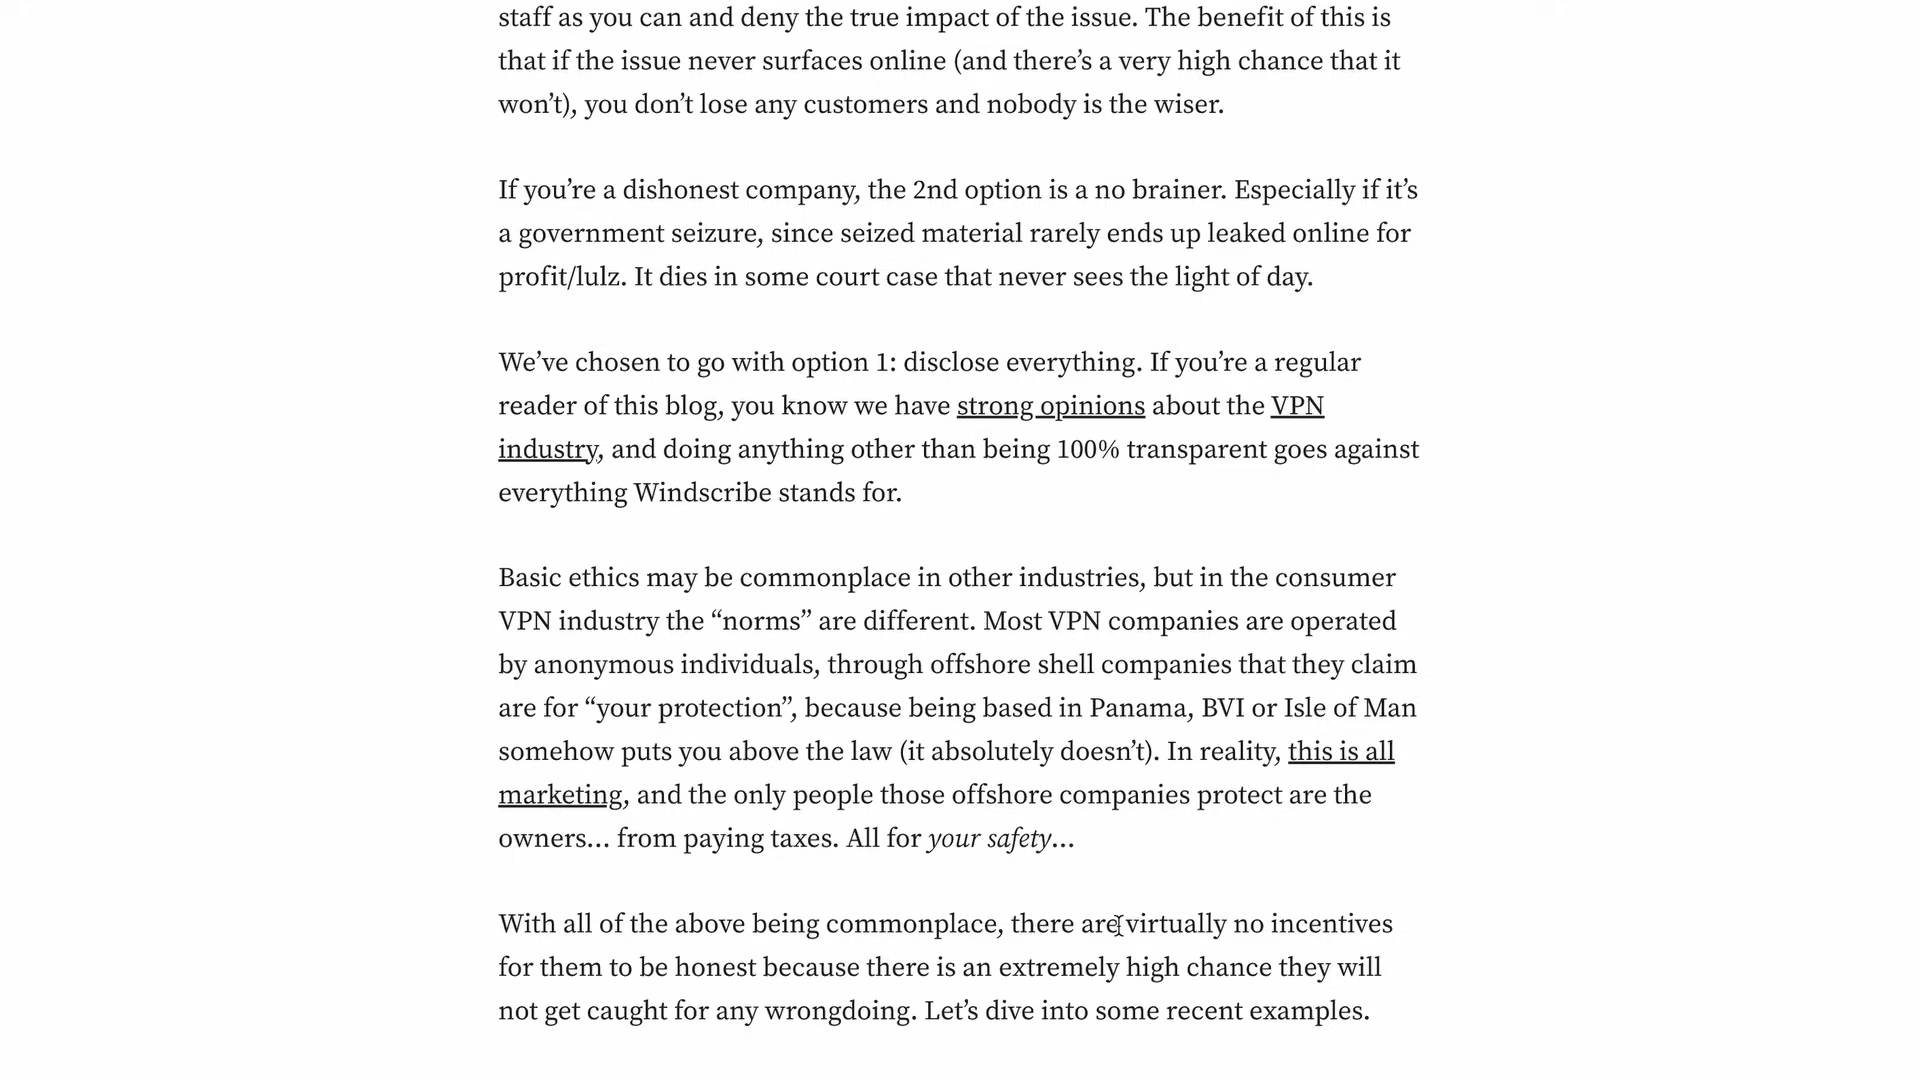 staff as you can and deny the true impact of the issue. The benefit of this is
that if the issue never surfaces online (and there’s a very high chance that it
won’t), you don’t lose any customers and nobody is the wiser.
If you’re a dishonest company, the 2nd option is a no brainer. Especially if it’s
a government seizure, since seized material rarely ends up leaked online for
profit/lulz. It dies in some court case that never sees the light of day.
We’ve chosen to go with option 1: disclose everything. If you’re a regular
reader of this blog, you know we have strong opinions about the VPN
industry, and doing anything other than being 100% transparent goes against
everything Windscribe stands for.
Basic ethics may be commonplace in other industries, but in the consumer
VPN industry the “norms” are different. Most VPN companies are operated
by anonymous individuals, through offshore shell companies that they claim
are for “your protection”, because being based in Panama, BVI or Isle of Man
somehow puts you above the law (it absolutely doesn’t). In reality, this is all
marketing, and the only people those offshore companies protect are the
owners… from paying taxes. All for your safety…
With all of the above being commonplace, there are virtually no incentives
for them to be honest because there is an extremely high chance they will
not get caught for any wrongdoing. Let’s dive into some recent examples.